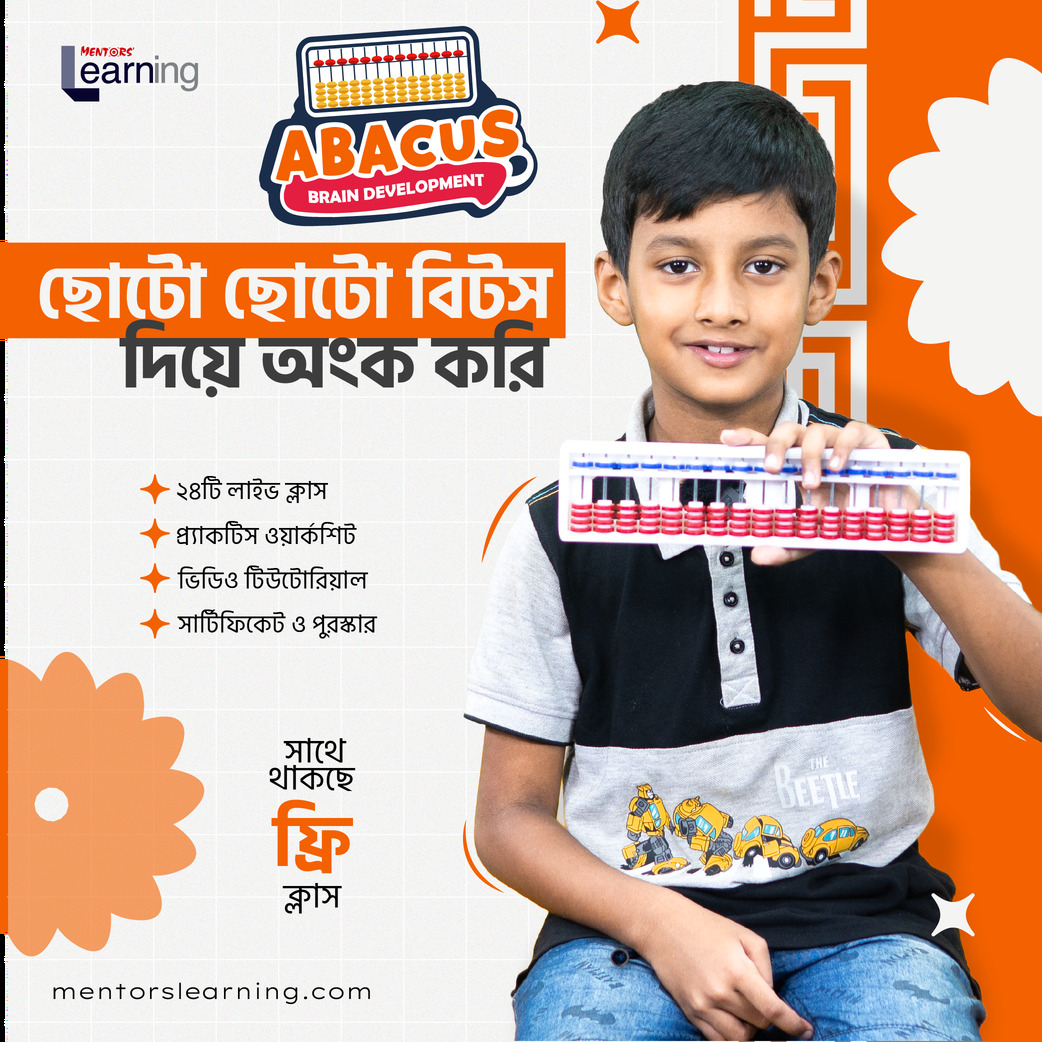 MENTORS'
Learning
ABACUS
BRAIN DEVELOPMENT
ছোটো ছোটো বিটস
দিয়ে অংক করি
২৪টি লাইভ ক্লাস
প্র্যাকটিস ওয়ার্কশিট
ভিডিও টিউটোরিয়াল
সার্টিফিকেট ও পুরস্কার
সাথে
থাকছে
ফ্রি
ক্লাস
THE
BEETLE
mentorslearning.com